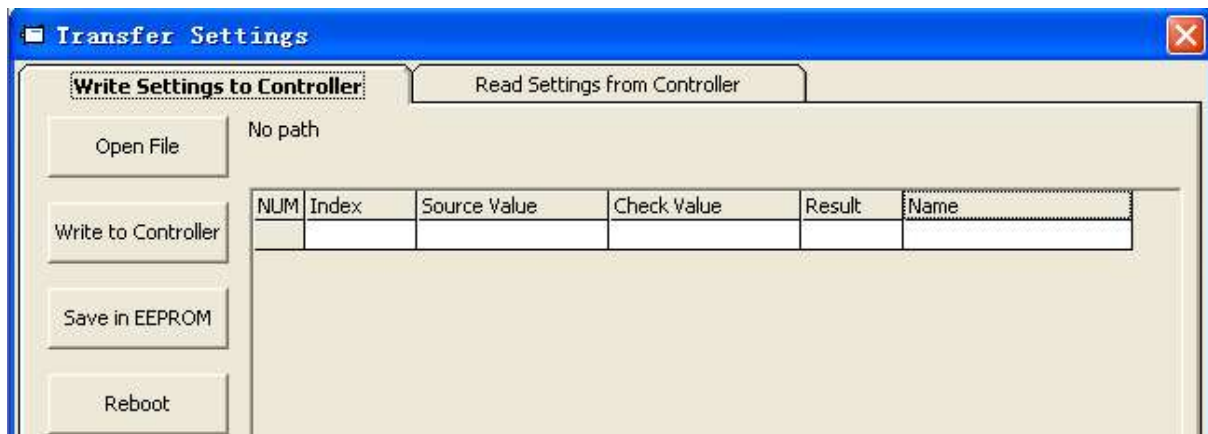 Transfer Settings
Write Settings to Controller Read Settings from Controller
Open File No path
NUM Index Source Value Check Value Result Name
Write to Controller
Save in EEPROM
Reboot